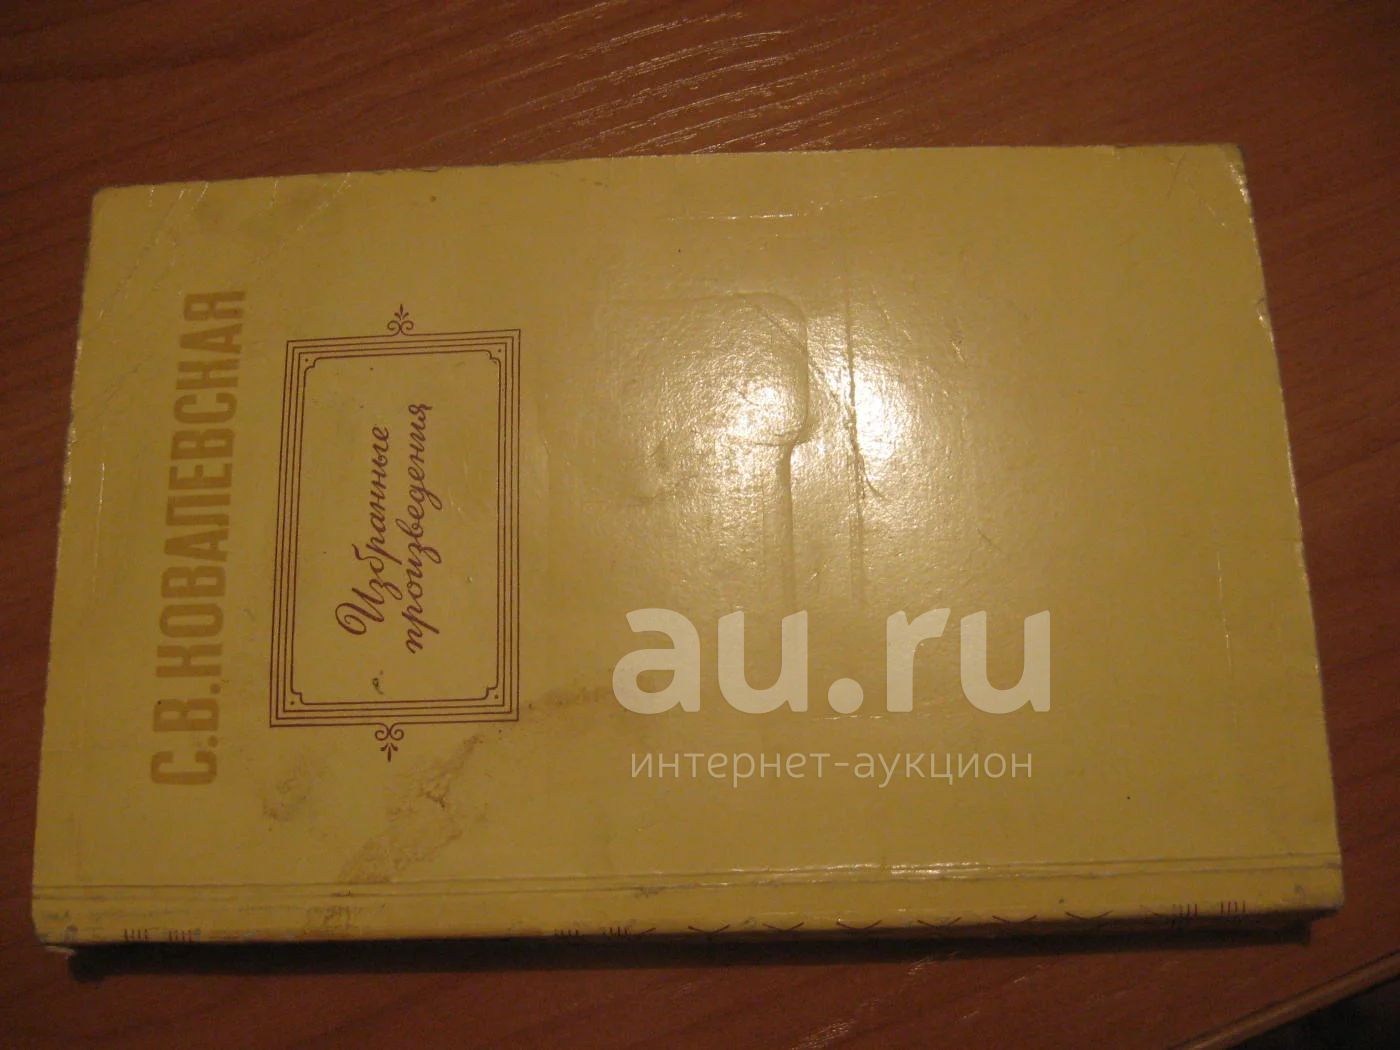 С.В.КОВАЛЕВСКАЯ
Избранные
произведения
au.ru
интернет-аукцион